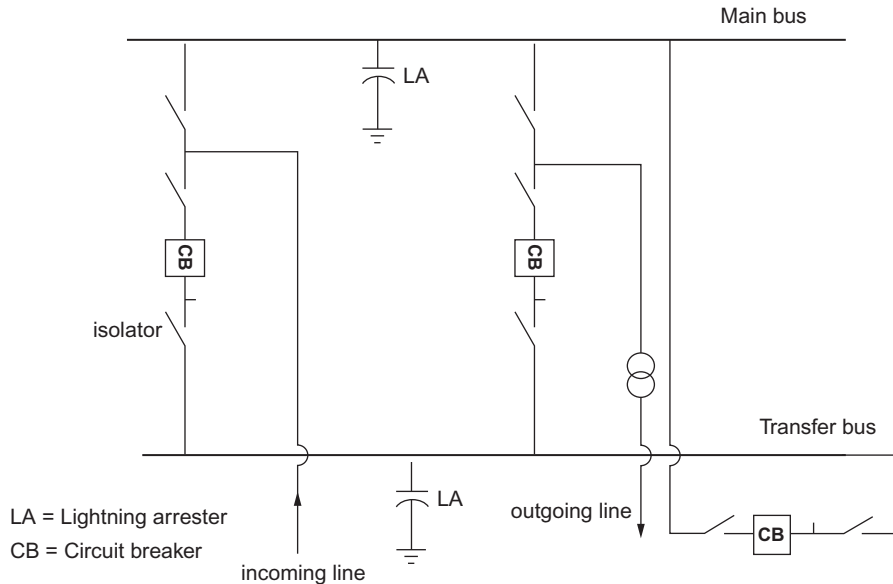 Main bus
LA
CB
CB
isolator
Transfer bus
LA
outgoing line
LA = Lightning arrester
CB
CB = Circuit breaker
incoming line